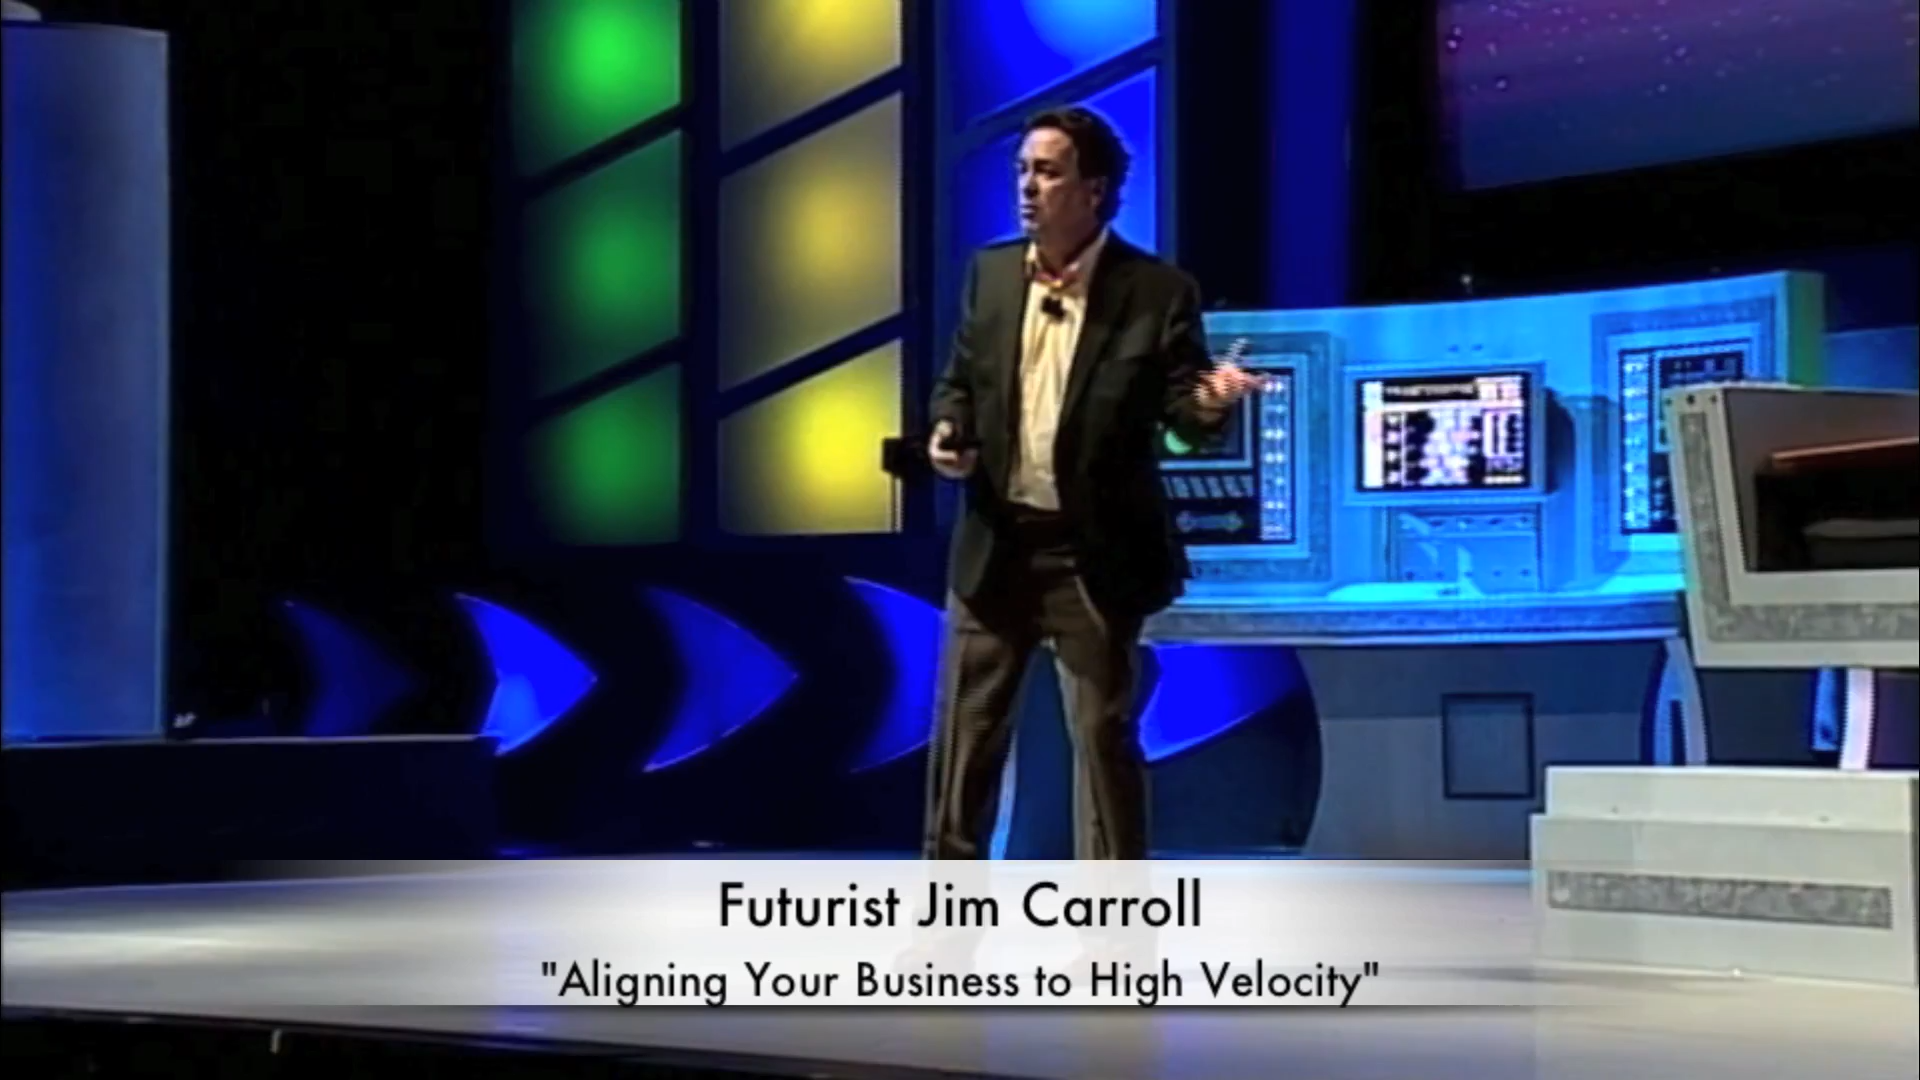 Futurist Jim Carroll
"Aligning Your Business to High Velocity"